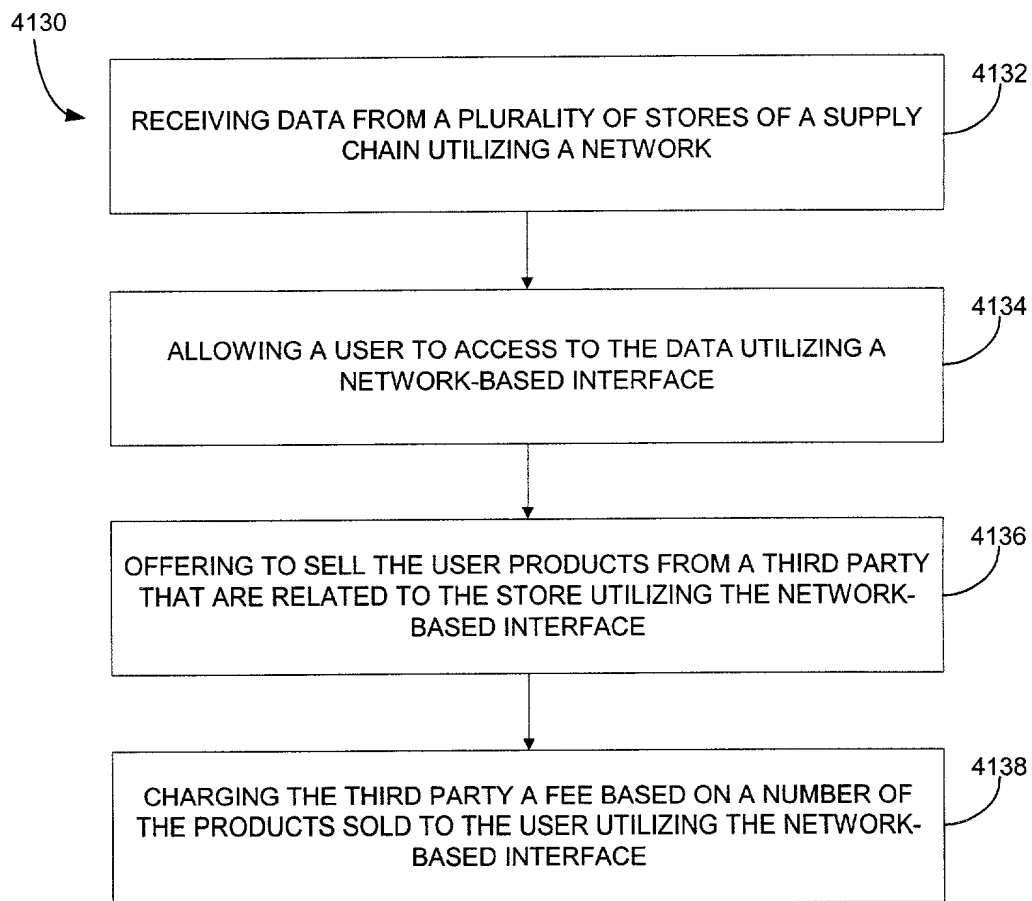 4130
4132
RECEIVING DATA FROM A PLURALITY OF STORES OF A SUPPLY
CHAIN UTILIZING A NETWORK
4134
ALLOWING A USER TO ACCESS TO THE DATA UTILIZING A
NETWORK-BASED INTERFACE
4136
OFFERING TO SELL THE USER PRODUCTS FROM A THIRD PARTY
THAT ARE RELATED TO THE STORE UTILIZING THE NETWORK-
BASED INTERFACE
4138
CHARGING THE THIRD PARTY A FEE BASED ON A NUMBER OF
THE PRODUCTS SOLD TO THE USER UTILIZING THE NETWORK-
BASED INTERFACE